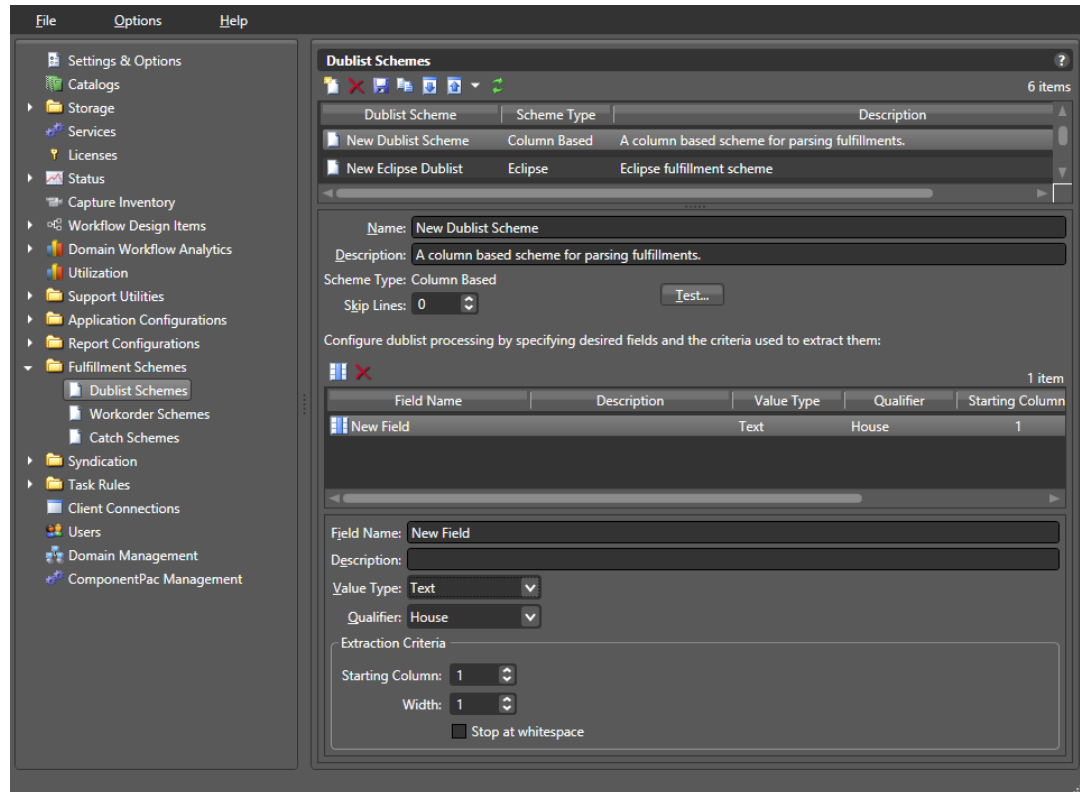 File Options Help
Settings & Options
Catalogs
Storage
Services
Licenses
Status
Capture Inventory
Workflow Design Items
Domain Workflow Analytics
Utilization
Support Utilities
Application Configurations
Report Configurations
Fulfillment Schemes
Dublist Schemes
Workorder Schemes
Catch Schemes
Syndication
Task Rules
Client Connections
Users
Domain Management
ComponentPac Management
Dublist Schemes ?
6 items
Dublist Scheme Scheme Type Description
New Dublist Scheme Column Based A column based scheme for parsing fulfillments.
New Eclipse Dublist Eclipse Eclipse fulfillment scheme
Name: New Dublist Scheme
Description: A column based scheme for parsing fulfillments.
Scheme Type: Column Based
Skip Lines: 0 Test...
Configure dublist processing by specifying desired fields and the criteria used to extract them:
1 item
Field Name Description Value Type Qualifier Starting Column
New Field Text House 1
Field Name: New Field
Description:
Value Type: Text
Qualifier: House
Extraction Criteria
Starting Column: 1
Width: 1
Stop at whitespace